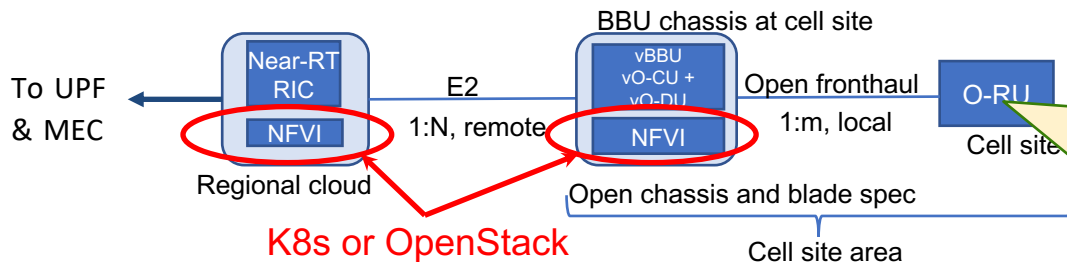 BBU chassis at cell site
To UPF
& MEC
Near-RT
RIC
NFVI
Regional cloud
E2
1:N, remote
vBBU
vO-CU +
vO-DU
NFVI
Open fronthaul
1:m, local
O-RU
Cell site
Open chassis and blade spec
K8s or OpenStack
Cell site area